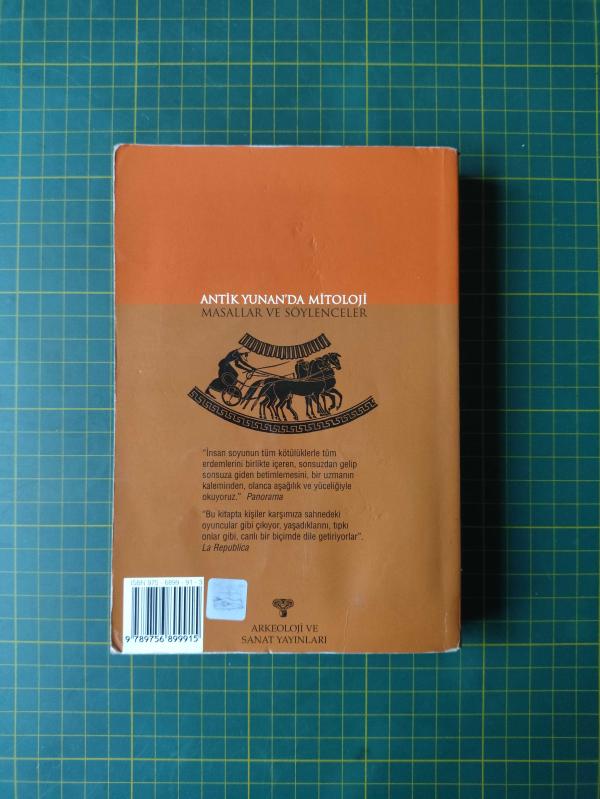 ANTİK YUNAN'DA MİTOLOJİ
MASALLAR VE SÖYLENCELER
"İnsan soyunun tüm kötülüklerle tüm
erdemlerini birlikte içeren, sonsuzdan gelip
sonsuza giden betimlemesini, bir uzmanın
kaleminden, olanca aşağılık ve yüceliğiyle
okuyoruz." Panorama
"Bu kitapta kişiler karşımıza sahnedeki
oyuncular gibi çıkıyor, yaşadıklarını, tıpkı
onlar gibi, canlı bir biçimde dile getiriyorlar".
La Republica
ISBN 975 - 6899 - 91 - 3
9 789756 899915
ARKEOLOJİ VE
SANAT YAYINLARI